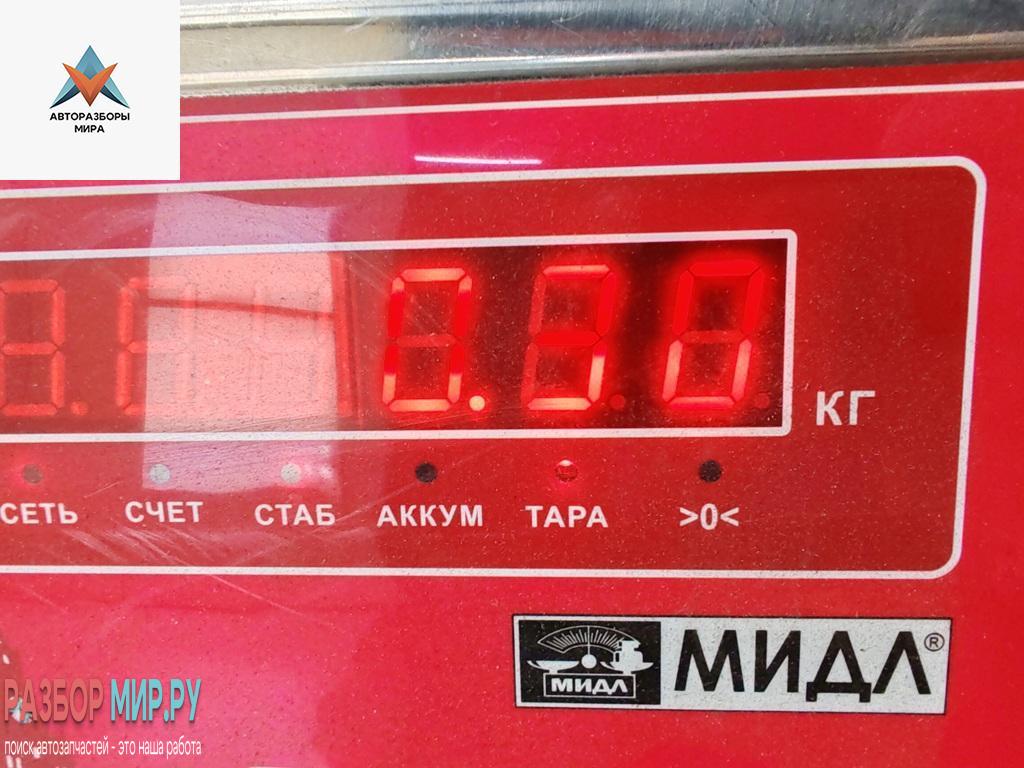 АВТОРАЗБОРЫ
МИРА
0.30
КГ
СЕТЬ СЧЕТ СТАБ АККУМ ТАРА >0<
МИДЛ МИДЛ®
РАЗБОР МИР.РУ
поиск автозапчастей - это наша работа